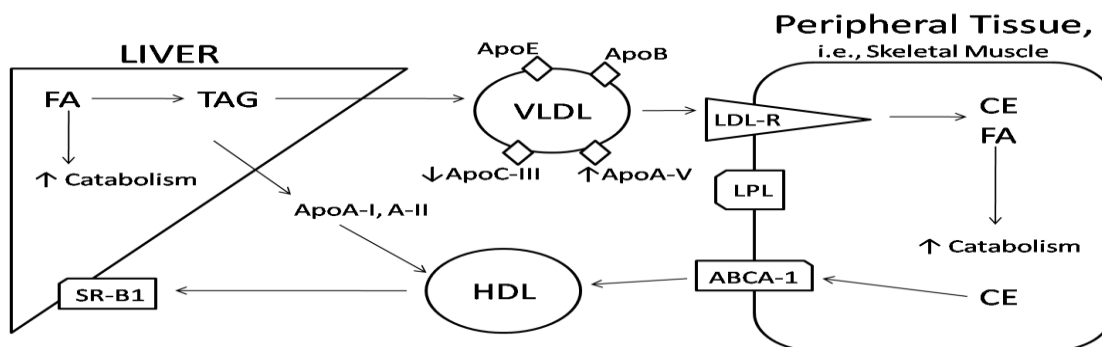 LIVER
FA
TAG
↑ Catabolism
ApoE
ApoB
VLDL
↓ApoC-III
↑ApoA-V
Peripheral Tissue,
i.e., Skeletal Muscle
LDL-R
CE
FA
LPL
↑ Catabolism
ApoA-I, A-II
SR-B1
HDL
ABCA-1
CE